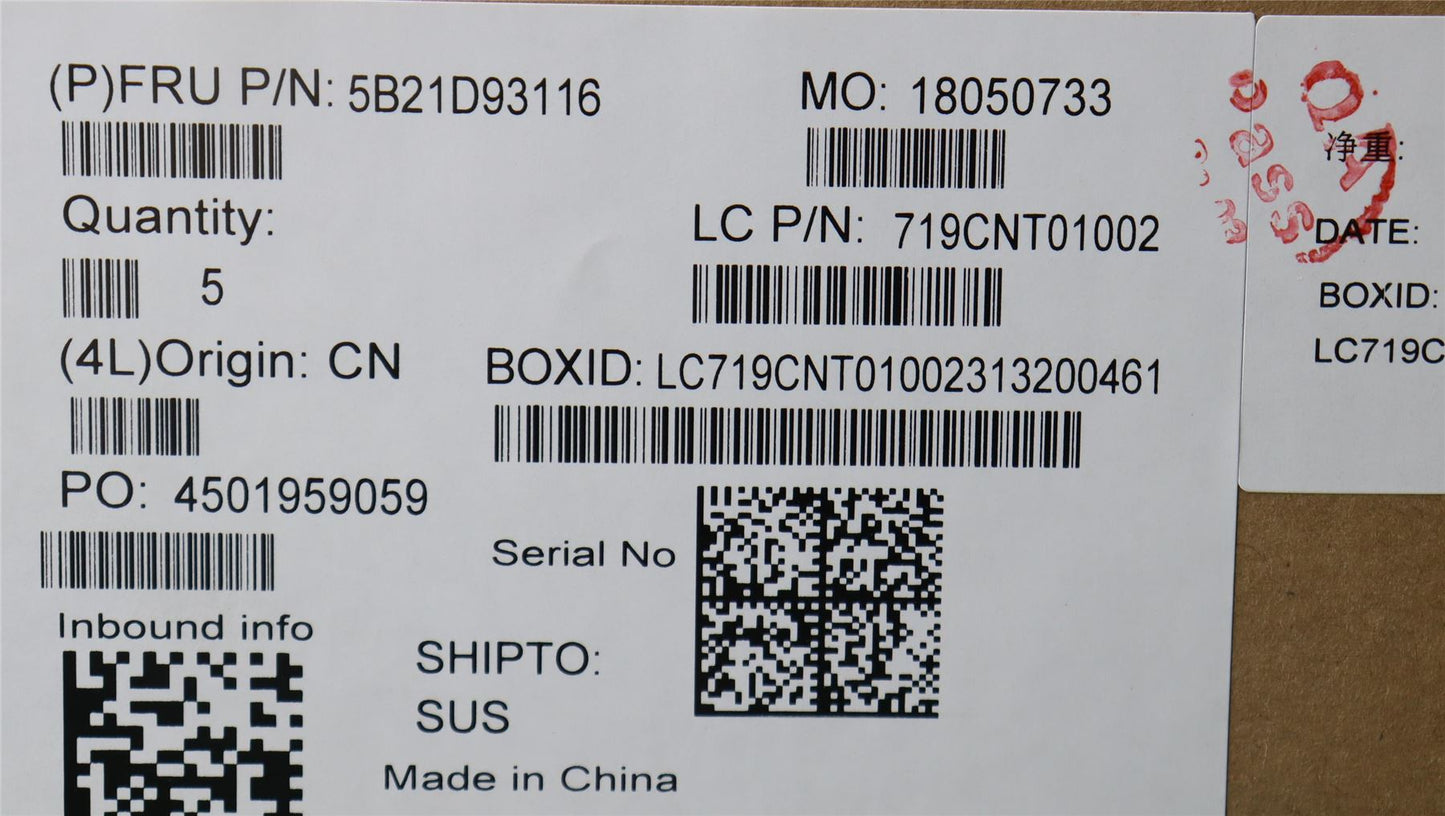 (P)FRU P/N: 5B21D93116
MO: 18050733
Quantity:
5
LC P/N: 719CNT01002
(4L)Origin: CN
BOXID: LC719CNT01002313200461
PO: 4501959059
Serial No
Inbound info
SHIPTO:
SUS
Made in China
净重:
DATE:
BOXID:
LC719C